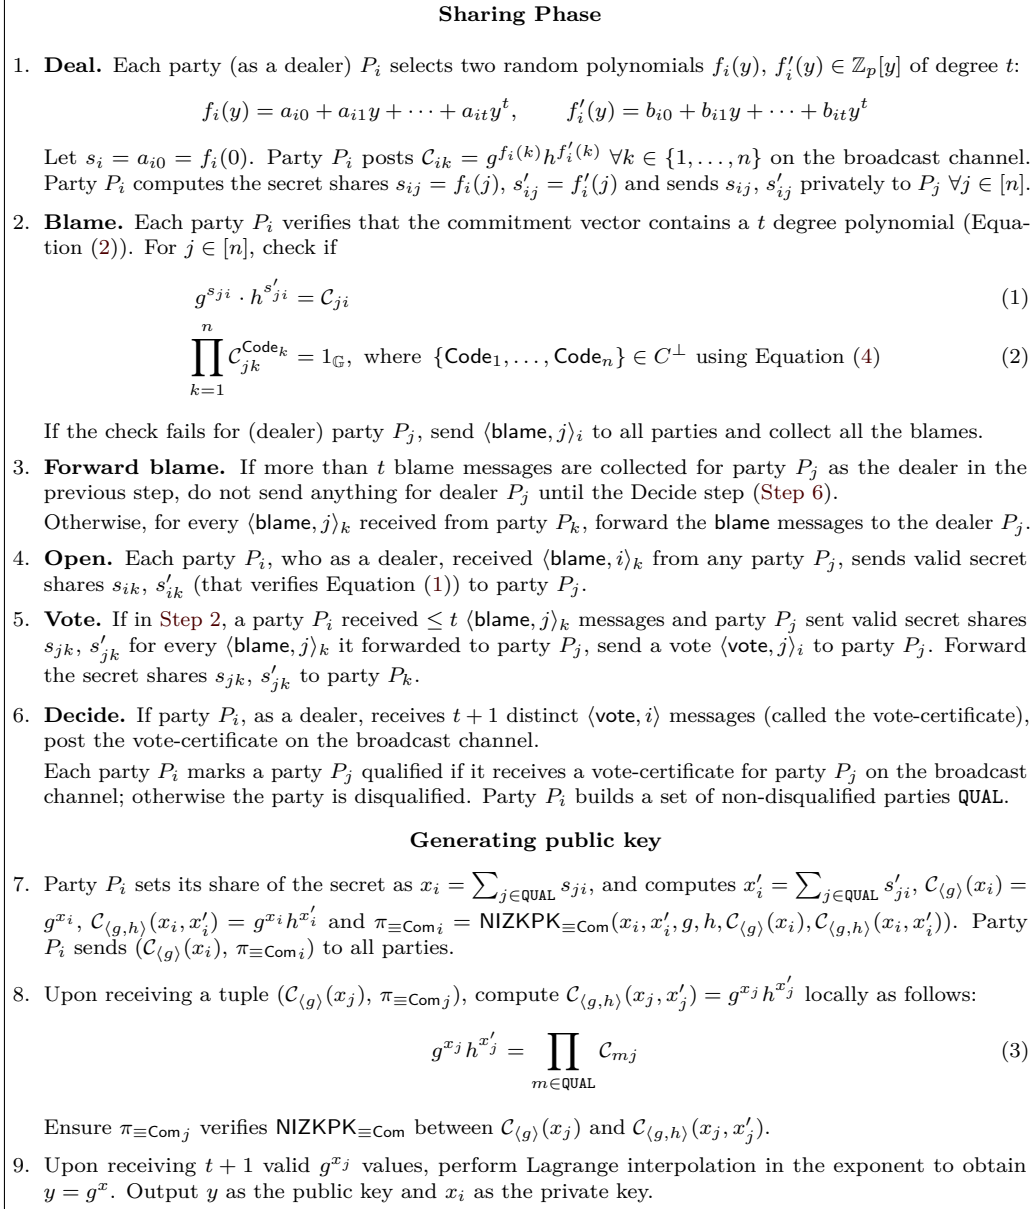 Sharing Phase
1. Deal. Each party (as a dealer) P_i selects two random polynomials f_i(y), f'_i(y) ∈ ℤ_p[y] of degree t:
f_i(y) = a_{i0} + a_{i1}y + ··· + a_{it}y^t,    f'_i(y) = b_{i0} + b_{i1}y + ··· + b_{it}y^t
Let s_i = a_{i0} = f_i(0). Party P_i posts 𝒞_{ik} = g^{f_i(k)}h^{f'_i(k)} ∀k ∈ {1, . . . , n} on the broadcast channel.
Party P_i computes the secret shares s_{ij} = f_i(j), s'_{ij} = f'_i(j) and sends s_{ij}, s'_{ij} privately to P_j ∀j ∈ [n].
2. Blame. Each party P_i verifies that the commitment vector contains a t degree polynomial (Equa-
tion (2)). For j ∈ [n], check if
g^{s_{ji}} · h^{s'_{ji}} = 𝒞_{ji} (1)
∏_{k=1}^{n} 𝒞_{jk}^{Code_k} = 1_𝔾, where {Code_1, . . . , Code_n} ∈ C^⊥ using Equation (4) (2)
If the check fails for (dealer) party P_j, send ⟨blame, j⟩_i to all parties and collect all the blames.
3. Forward blame. If more than t blame messages are collected for party P_j as the dealer in the
previous step, do not send anything for dealer P_j until the Decide step (Step 6).
Otherwise, for every ⟨blame, j⟩_k received from party P_k, forward the blame messages to the dealer P_j.
4. Open. Each party P_i, who as a dealer, received ⟨blame, i⟩_k from any party P_j, sends valid secret
shares s_{ik}, s'_{ik} (that verifies Equation (1)) to party P_j.
5. Vote. If in Step 2, a party P_i received ≤ t ⟨blame, j⟩_k messages and party P_j sent valid secret shares
s_{jk}, s'_{jk} for every ⟨blame, j⟩_k it forwarded to party P_j, send a vote ⟨vote, j⟩_i to party P_j. Forward
the secret shares s_{jk}, s'_{jk} to party P_k.
6. Decide. If party P_i, as a dealer, receives t + 1 distinct ⟨vote, i⟩ messages (called the vote-certificate),
post the vote-certificate on the broadcast channel.
Each party P_i marks a party P_j qualified if it receives a vote-certificate for party P_j on the broadcast
channel; otherwise the party is disqualified. Party P_i builds a set of non-disqualified parties QUAL.
Generating public key
7. Party P_i sets its share of the secret as x_i = ∑_{j∈QUAL} s_{ji}, and computes x'_i = ∑_{j∈QUAL} s'_{ji}, 𝒞_{⟨g⟩}(x_i) =
g^{x_i}, 𝒞_{⟨g,h⟩}(x_i, x'_i) = g^{x_i}h^{x'_i} and π_{≡Com i} = NIZKPK_{≡Com}(x_i, x'_i, g, h, 𝒞_{⟨g⟩}(x_i), 𝒞_{⟨g,h⟩}(x_i, x'_i)). Party
P_i sends (𝒞_{⟨g⟩}(x_i), π_{≡Com i}) to all parties.
8. Upon receiving a tuple (𝒞_{⟨g⟩}(x_j), π_{≡Com j}), compute 𝒞_{⟨g,h⟩}(x_j, x'_j) = g^{x_j}h^{x'_j} locally as follows:
g^{x_j}h^{x'_j} = ∏_{m∈QUAL} 𝒞_{mj} (3)
Ensure π_{≡Com j} verifies NIZKPK_{≡Com} between 𝒞_{⟨g⟩}(x_j) and 𝒞_{⟨g,h⟩}(x_j, x'_j).
9. Upon receiving t + 1 valid g^{x_j} values, perform Lagrange interpolation in the exponent to obtain
y = g^x. Output y as the public key and x_i as the private key.